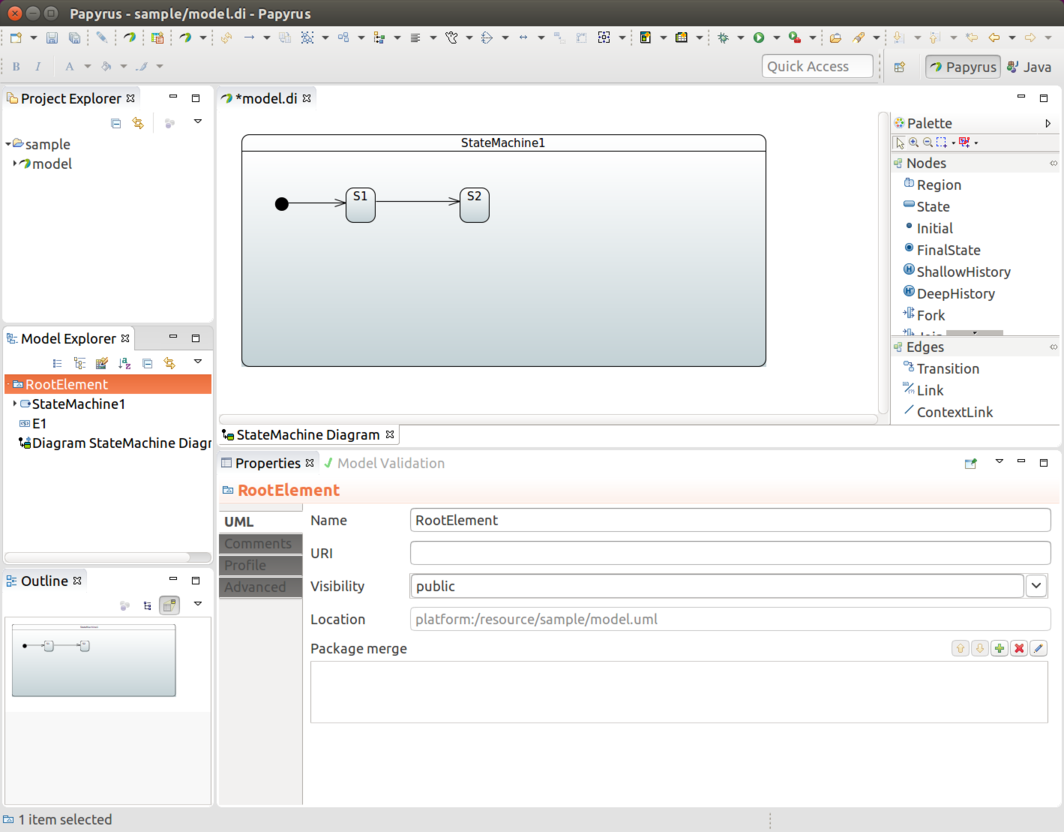 Papyrus - sample/model.di - Papyrus
B I A
Quick Access
Papyrus
Java
Project Explorer
sample
model
*model.di
StateMachine1
S1
S2
Palette
Nodes
Region
State
Initial
FinalState
ShallowHistory
DeepHistory
Fork
Edges
Transition
Link
ContextLink
Model Explorer
RootElement
StateMachine1
E1
Diagram StateMachine Diagr
StateMachine Diagram
Properties
Model Validation
RootElement
UML
Comments
Profile
Advanced
Name
RootElement
URI
Visibility
public
Location
platform:/resource/sample/model.uml
Package merge
Outline
1 item selected